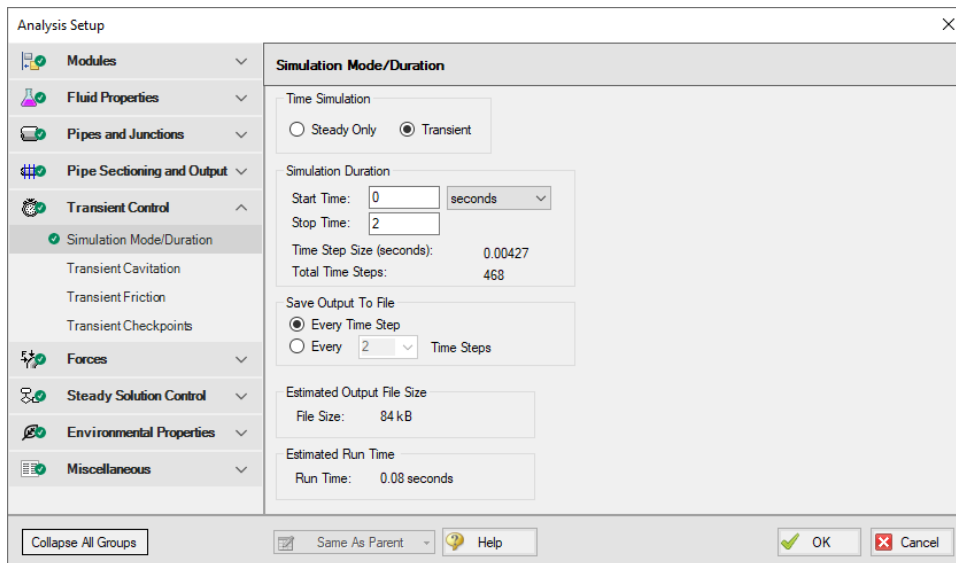 Analysis Setup
Modules
Fluid Properties
Pipes and Junctions
Pipe Sectioning and Output
Transient Control
Simulation Mode/Duration
Transient Cavitation
Transient Friction
Transient Checkpoints
Forces
Steady Solution Control
Environmental Properties
Miscellaneous
Collapse All Groups
Simulation Mode/Duration
Time Simulation
Steady Only Transient
Simulation Duration
Start Time: 0 seconds
Stop Time: 2
Time Step Size (seconds): 0.00427
Total Time Steps: 468
Save Output To File
Every Time Step
Every 2 Time Steps
Estimated Output File Size
File Size: 84 kB
Estimated Run Time
Run Time: 0.08 seconds
Same As Parent Help OK Cancel